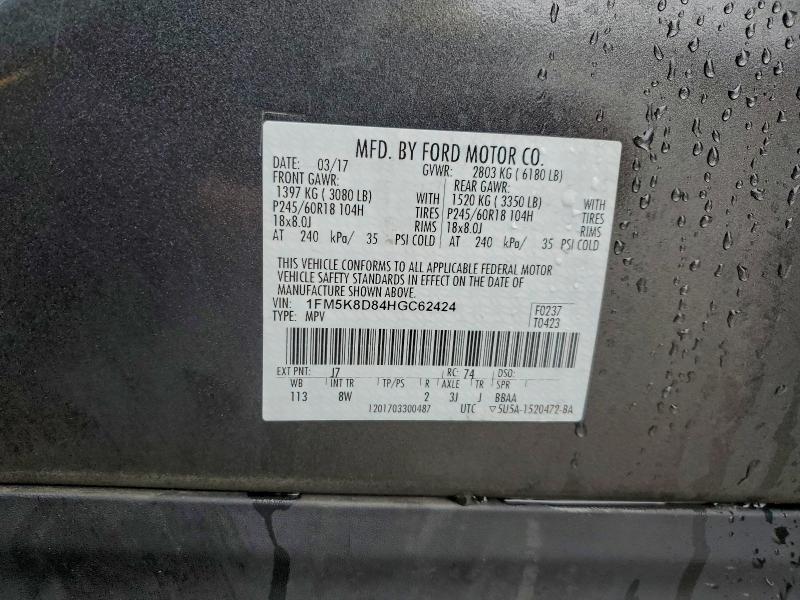 MFD. BY FORD MOTOR CO.
DATE: 03/17 GVWR: 2803 KG ( 6180 LB)
FRONT GAWR: REAR GAWR:
1397 KG ( 3080 LB) WITH 1520 KG ( 3350 LB) WITH
P245/60R18 104H TIRES P245/60R18 104H TIRES
18x8.0J RIMS 18x8.0J RIMS
AT 240 kPa/ 35 PSI COLD AT 240 kPa/ 35 PSI COLD
THIS VEHICLE CONFORMS TO ALL APPLICABLE FEDERAL MOTOR
VEHICLE SAFETY STANDARDS IN EFFECT ON THE DATE OF
MANUFACTURE SHOWN ABOVE.
VIN: 1FM5K8D84HGC62424 F0237
TYPE: MPV T0423
EXT PNT: J7 RC: 74 DSO:
WB INT TR TP/PS R AXLE TR SPR
113 8W 2 3J J BBAA
1201703300487 UTC ▽5U5A-1520472-BA